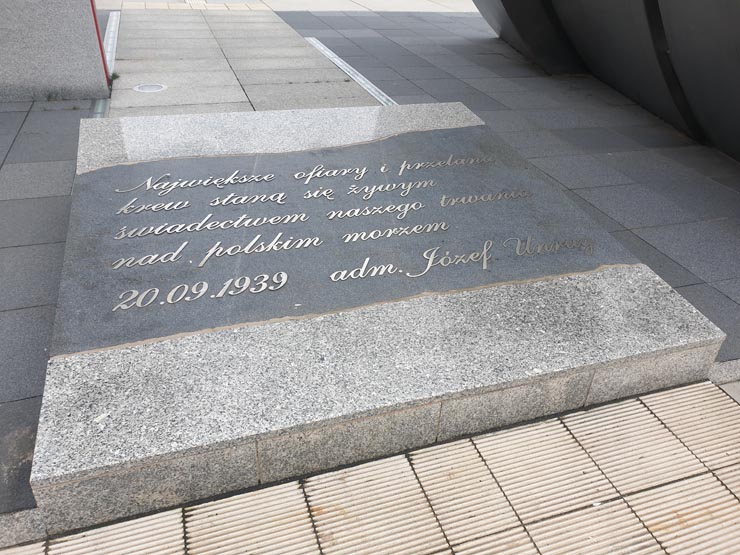 Największe ofiary i przelana
krew staną się żywym
świadectwem naszego trwania
nad polskim morzem
20.09.1939 adm. Józef Unrug